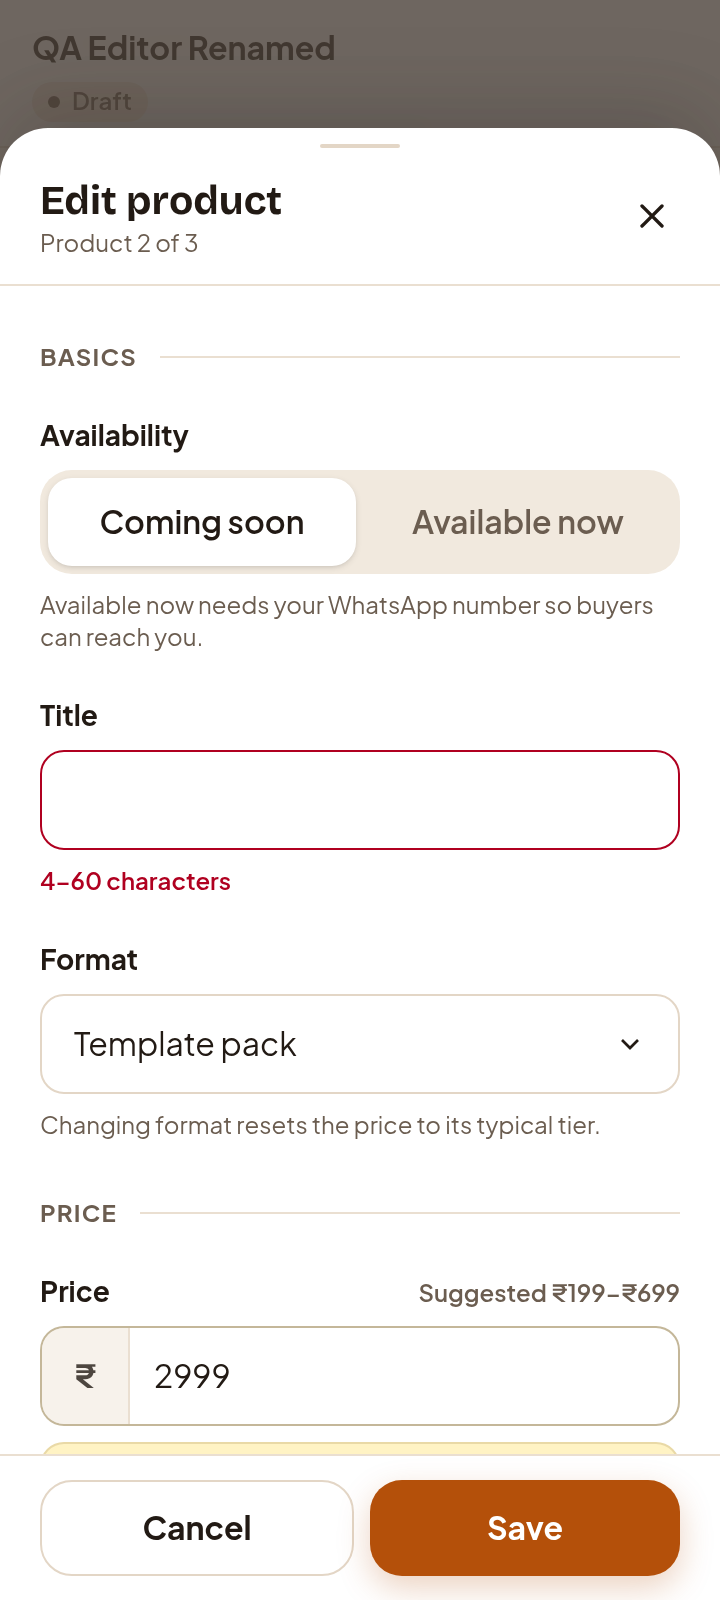 QA Editor Renamed
Draft
Edit product
Product 2 of 3
BASICS
Availability
Coming soon
Available now
Available now needs your WhatsApp number so buyers
can reach you.
Title
4–60 characters
Format
Template pack
Changing format resets the price to its typical tier.
PRICE
Price
Suggested ₹199–₹699
₹
2999
Cancel
Save